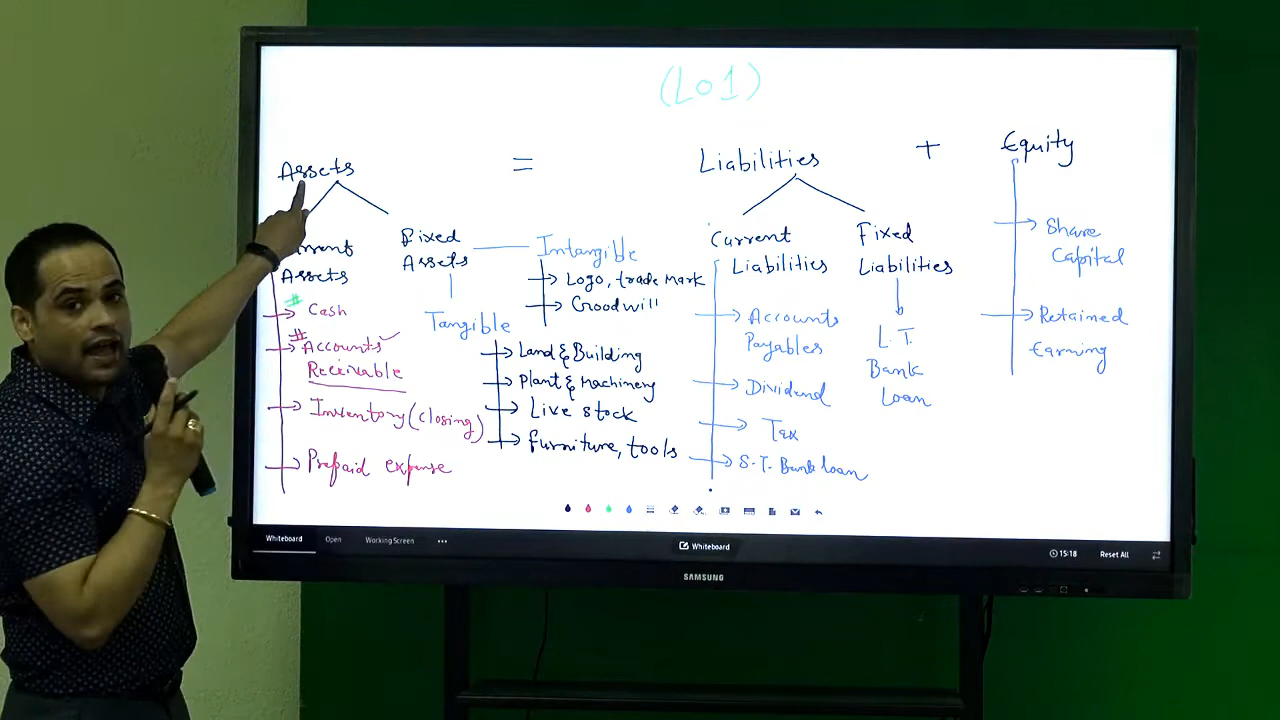 (LO1)
Assets = Liabilities + Equity
Assets
Fixed
Assets
Intangible
Logo, trade mark
Goodwill
# Cash
# Accounts
Receivable
Inventory (closing)
Prepaid expense
Tangible
Land & Building
Plant & Machinery
Live stock
furniture, tools
Current
Liabilities
Accounts
Payables
Dividend
Tax
S.T. Bank loan
Fixed
Liabilities
L.T.
Bank
Loan
Share
Capital
Retained
Earning
Whiteboard Open Working Screen ... Whiteboard 15:18 Reset All
SAMSUNG